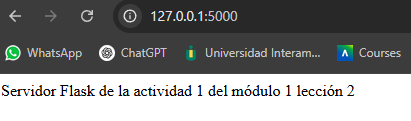 127.0.0.1:5000
WhatsApp ChatGPT Universidad Interam... Courses
Servidor Flask de la actividad 1 del módulo 1 lección 2